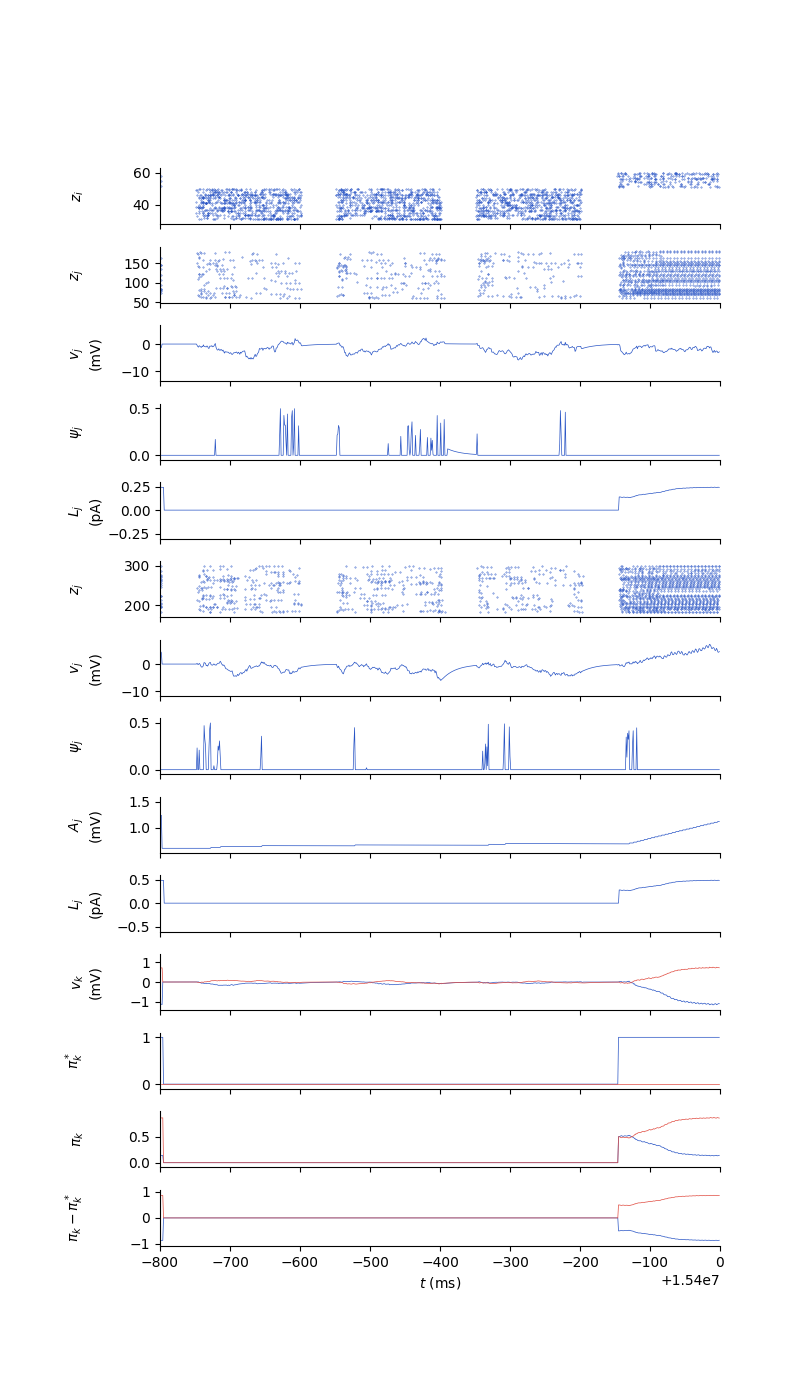 60
40
z_i
150
100
50
z_j
0
−10
v_j
(mV)
0.5
0.0
ψ_j
0.25
0.00
−0.25
L_j
(pA)
300
200
z_j
0
−10
v_j
(mV)
0.5
0.0
ψ_j
1.5
1.0
A_j
(mV)
0.5
0.0
−0.5
L_j
(pA)
1
0
−1
v_k
(mV)
1
0
π_k^*
0.5
0.0
π_k
1
0
−1
π_k − π_k^*
−800 −700 −600 −500 −400 −300 −200 −100 0
t (ms)
+1.54e7